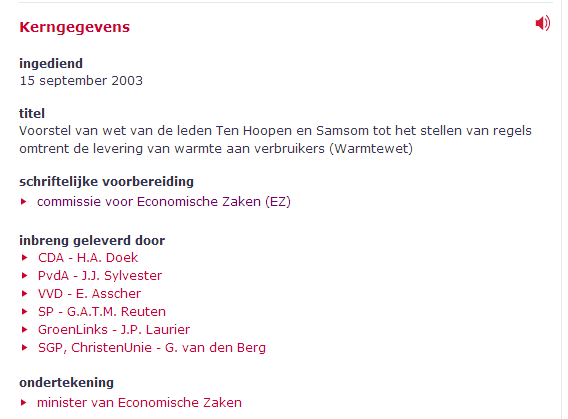 Kerngegevens
ingediend
15 september 2003
titel
Voorstel van wet van de leden Ten Hoopen en Samsom tot het stellen van regels
omtrent de levering van warmte aan verbruikers (Warmtewet)
schriftelijke voorbereiding
commissie voor Economische Zaken (EZ)
inbreng geleverd door
CDA - H.A. Doek
PvdA - J.J. Sylvester
VVD - E. Asscher
SP - G.A.T.M. Reuten
GroenLinks - J.P. Laurier
SGP, ChristenUnie - G. van den Berg
ondertekening
minister van Economische Zaken